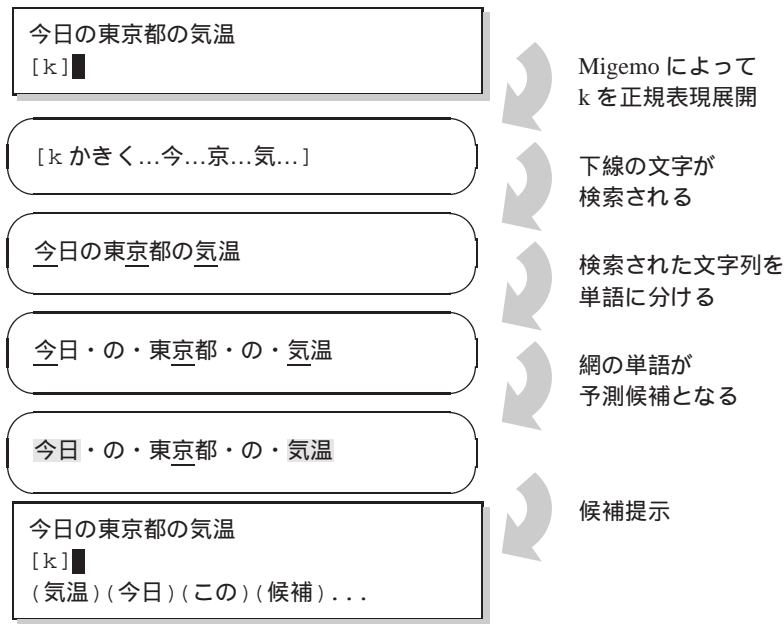 今日の東京都の気温
[k]
Migemo によって
k を正規表現展開
[k かきく…今…京…気…]
下線の文字が
検索される
今日の東京都の気温
検索された文字列を
単語に分ける
今日・の・東京都・の・気温
網の単語が
予測候補となる
今日・の・東京都・の・気温
候補提示
今日の東京都の気温
[k]
(気温)(今日)(この)(候補)...